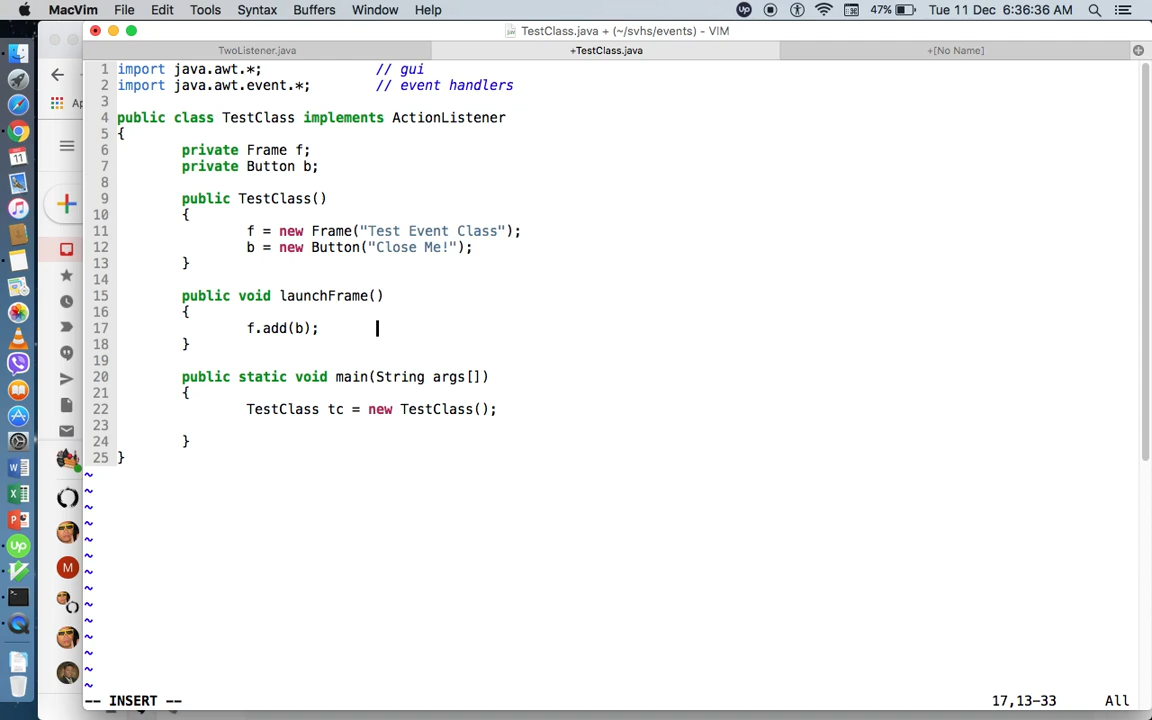 MacVim File Edit Tools Syntax Buffers Window Help 47% Tue 11 Dec 6:36:36 AM
TestClass.java + (~/svhs/events) - VIM
TwoListener.java +TestClass.java +[No Name]
1 import java.awt.*; // gui
2 import java.awt.event.*; // event handlers
3
4 public class TestClass implements ActionListener
5 {
6 private Frame f;
7 private Button b;
8
9 public TestClass()
10 {
11 f = new Frame("Test Event Class");
12 b = new Button("Close Me!");
13 }
14
15 public void launchFrame()
16 {
17 f.add(b);
18 }
19
20 public static void main(String args[])
21 {
22 TestClass tc = new TestClass();
23
24 }
25 }
~
~
~
~
~
~
~
~
~
~
~
~
~
~
-- INSERT -- 17,13-33 All